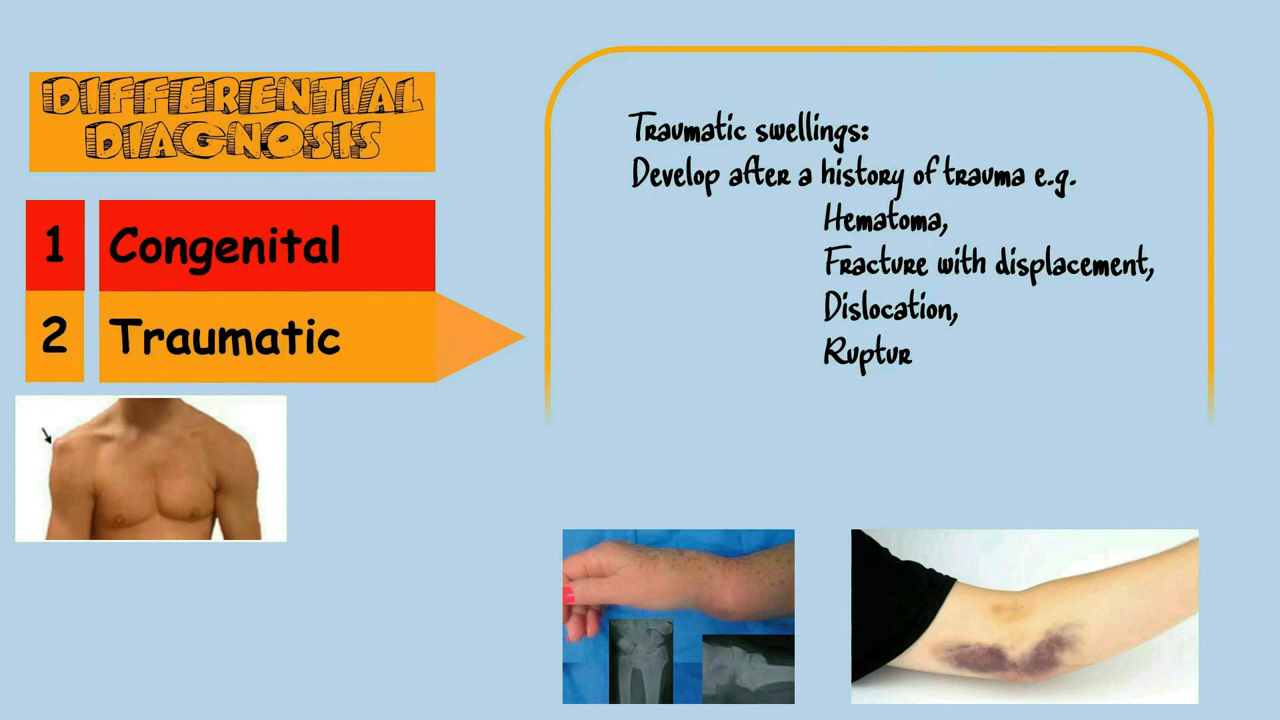 DIFFERENTIAL
DIAGNOSIS
1 Congenital
2 Traumatic
Traumatic swellings:
Develop after a history of trauma e.g.
Hematoma,
Fracture with displacement,
Dislocation,
Ruptur